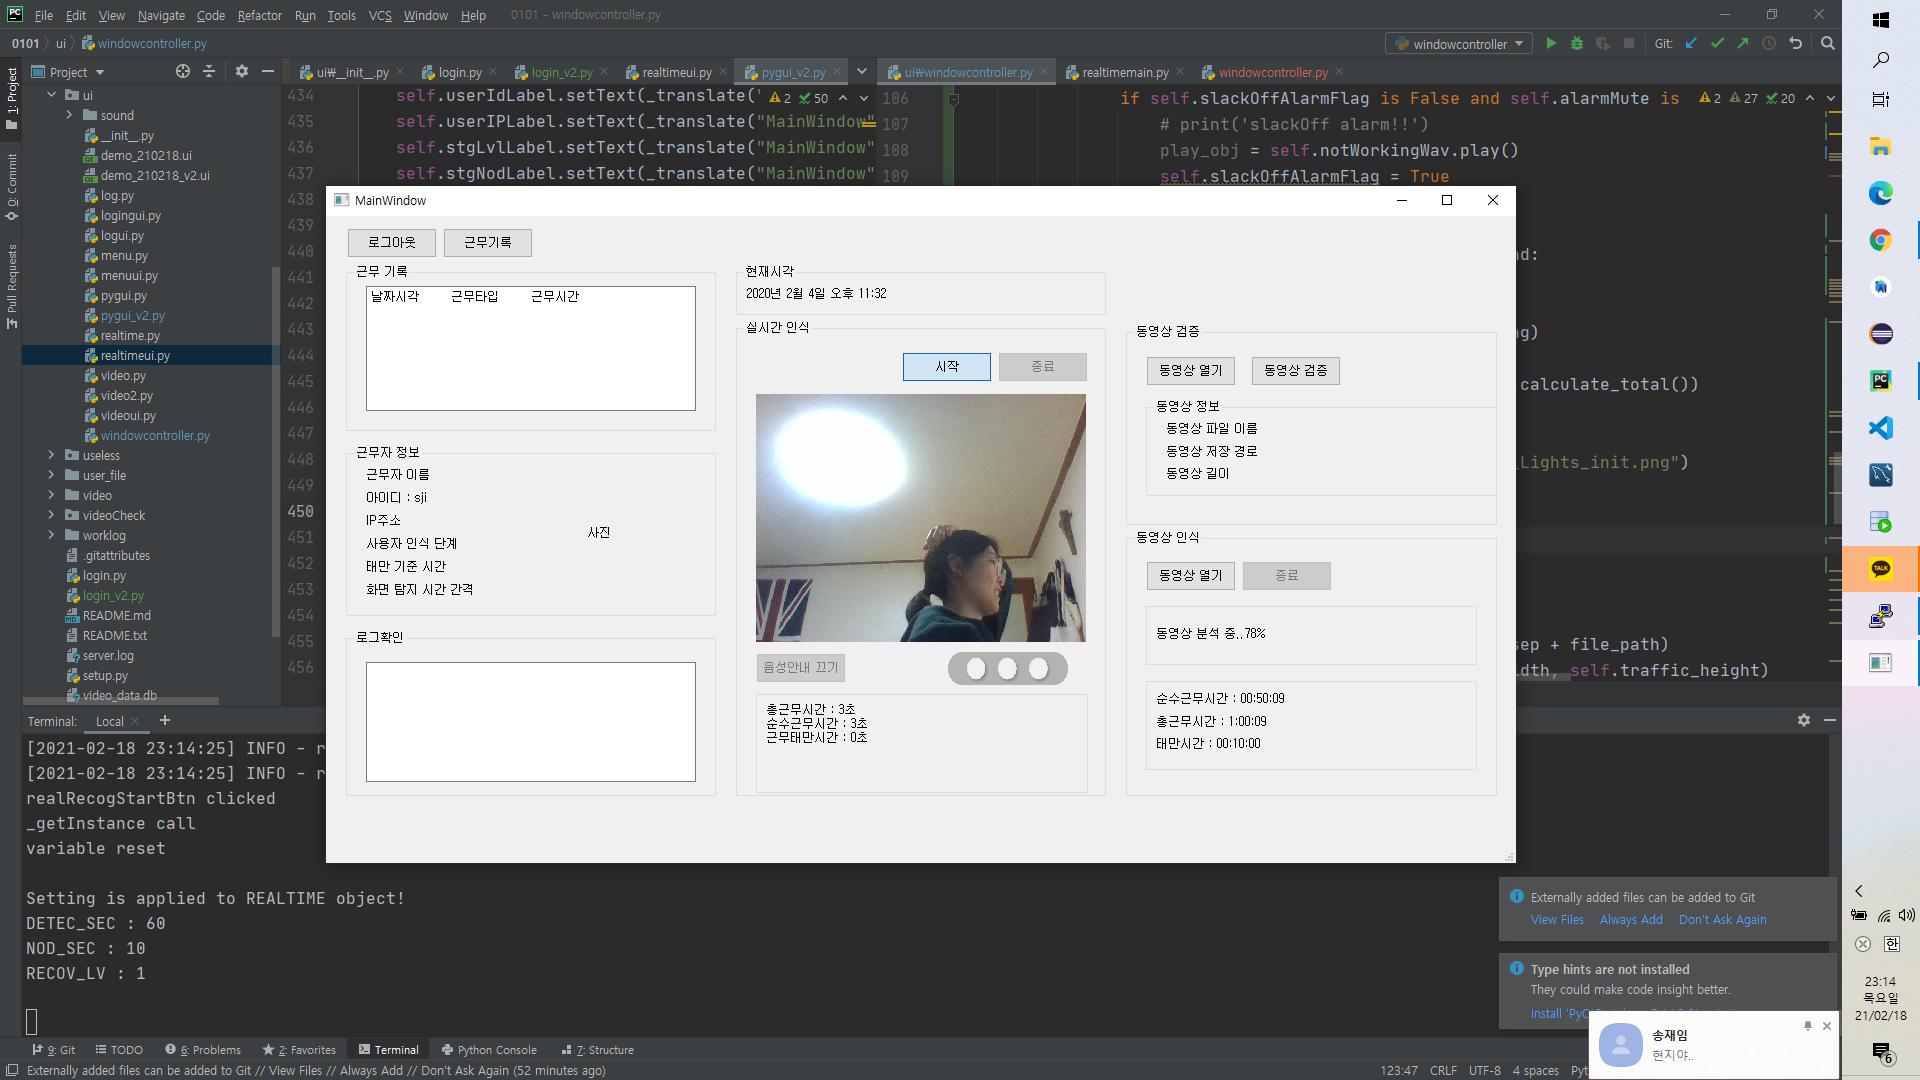 File Edit View Navigate Code Refactor Run Tools VCS Window Help 0101 - windowcontroller.py
0101 ui windowcontroller.py
windowcontroller
Git:
Project
ui₩__init__.py login.py login_v2.py realtimeui.py pygui_v2.py
ui₩windowcontroller.py realtimemain.py windowcontroller.py
1: Project
0: Commit
Pull Requests
ui
sound
__init__.py
demo_210218.ui
demo_210218_v2.ui
log.py
logingui.py
logui.py
menu.py
menuui.py
pygui.py
pygui_v2.py
realtime.py
realtimeui.py
video.py
video2.py
videoui.py
windowcontroller.py
useless
user_file
video
videoCheck
worklog
.gitattributes
login.py
login_v2.py
README.md
README.txt
server.log
setup.py
video_data.db
434 self.userIdLabel.setText(_translate('
2 50
435 self.userIPLabel.setText(_translate("MainWindow"
436 self.stgLvlLabel.setText(_translate("MainWindow"
437 self.stgNodLabel.setText(_translate("MainWindow"
438
439
440
441
442
443
444
445
446
447
448
449
450
451
452
453
454
455
456
106 if self.slackOffAlarmFlag is False and self.alarmMute is
2 27 20
107 # print('slackOff alarm!!')
108 play_obj = self.notWorkingWav.play()
109 self.slackOffAlarmFlag = True
d:
g)
calculate_total())
_Lights_init.png")
sep + file_path)
dth, self.traffic_height)
MainWindow
로그아웃 근무기록
근무 기록
날짜시각 근무타입 근무시간
근무자 정보
근무자 이름
아이디 : sji
IP주소
사용자 인식 단계
태만 기준 시간
화면 탐지 시간 간격
사진
로그확인
현재시각
2020년 2월 4일 오후 11:32
실시간 인식
시작 종료
음성안내 끄기
총근무시간 : 3초
순수근무시간 : 3초
근무태만시간 : 0초
동영상 검증
동영상 열기 동영상 검증
동영상 정보
동영상 파일 이름
동영상 저장 경로
동영상 길이
동영상 인식
동영상 열기 종료
동영상 분석 중,,78%
순수근무시간 : 00:50:09
총근무시간 : 1:00:09
태만시간 : 00:10:00
Terminal: Local
[2021-02-18 23:14:25] INFO - r
[2021-02-18 23:14:25] INFO - r
realRecogStartBtn clicked
_getInstance call
variable reset
Setting is applied to REALTIME object!
DETEC_SEC : 60
NOD_SEC : 10
RECOV_LV : 1
Externally added files can be added to Git
View Files Always Add Don't Ask Again
Type hints are not installed
They could make code insight better.
송재임
현지야..
9: Git TODO 6: Problems 2: Favorites Terminal Python Console 7: Structure
Externally added files can be added to Git // View Files // Always Add // Don't Ask Again (52 minutes ago)
123:47 CRLF UTF-8 4 spaces
TALK
한
23:14
목요일
21/02/18
6